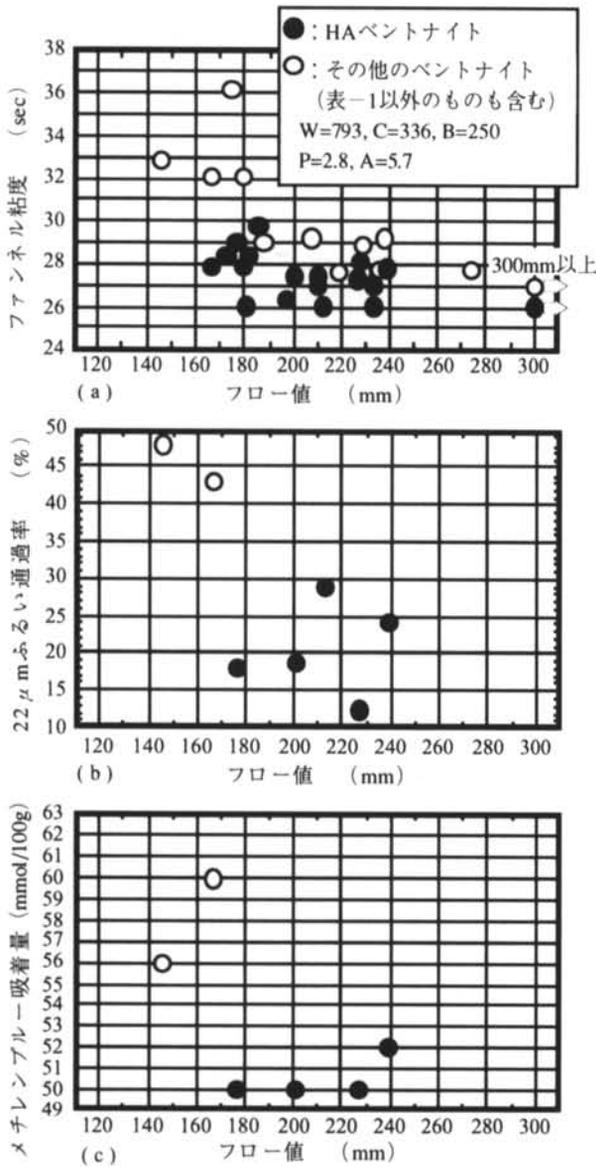 ●：HAベントナイト
○：その他のベントナイト
(表－1以外のものも含む)
W=793, C=336, B=250
P=2.8, A=5.7
ファンネル粘度 (sec)
38
36
34
32
30
28
26
24
300mm以上
120 140 160 180 200 220 240 260 280 300
(a) フロー値 (mm)
22μmふるい通過率 (%)
50
45
40
35
30
25
20
15
10
120 140 160 180 200 220 240 260 280 300
(b) フロー値 (mm)
メチレンブルー吸着量 (mmol/100g)
63
62
61
60
59
58
57
56
55
54
53
52
51
50
49
120 140 160 180 200 220 240 260 280 300
(c) フロー値 (mm)